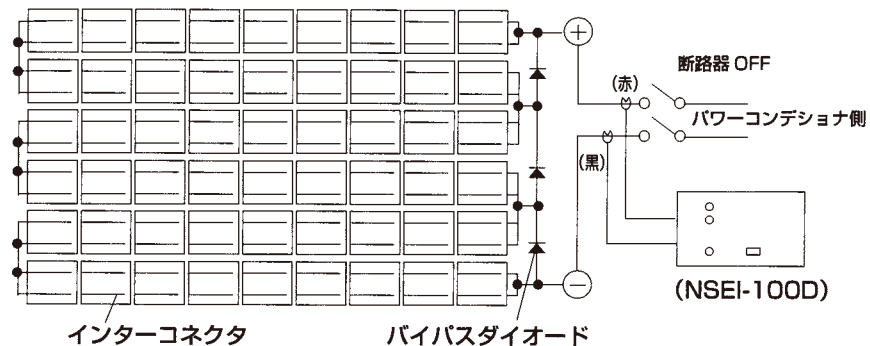 +
断路器 OFF
(赤)
パワーコンデショナ側
(黒)
−
(NSEI-100D)
インターコネクタ
バイパスダイオード